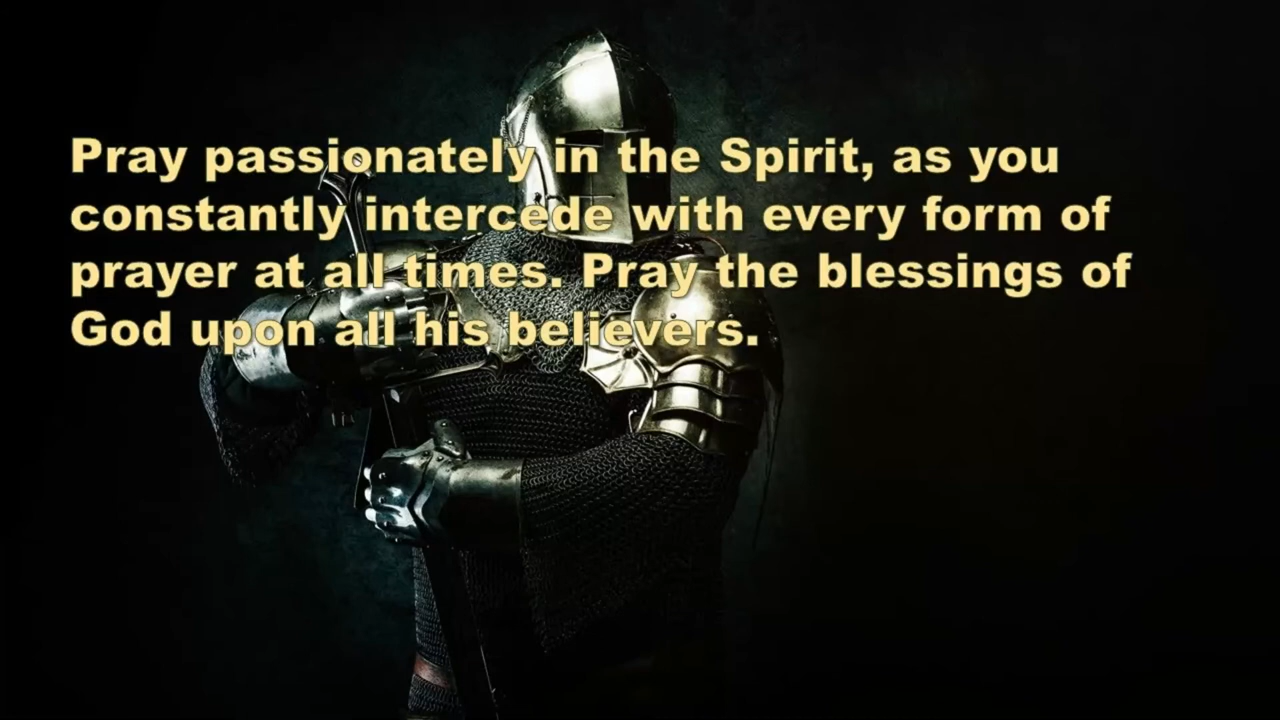 Pray passionately in the Spirit, as you
constantly intercede with every form of
prayer at all times. Pray the blessings of
God upon all his believers.